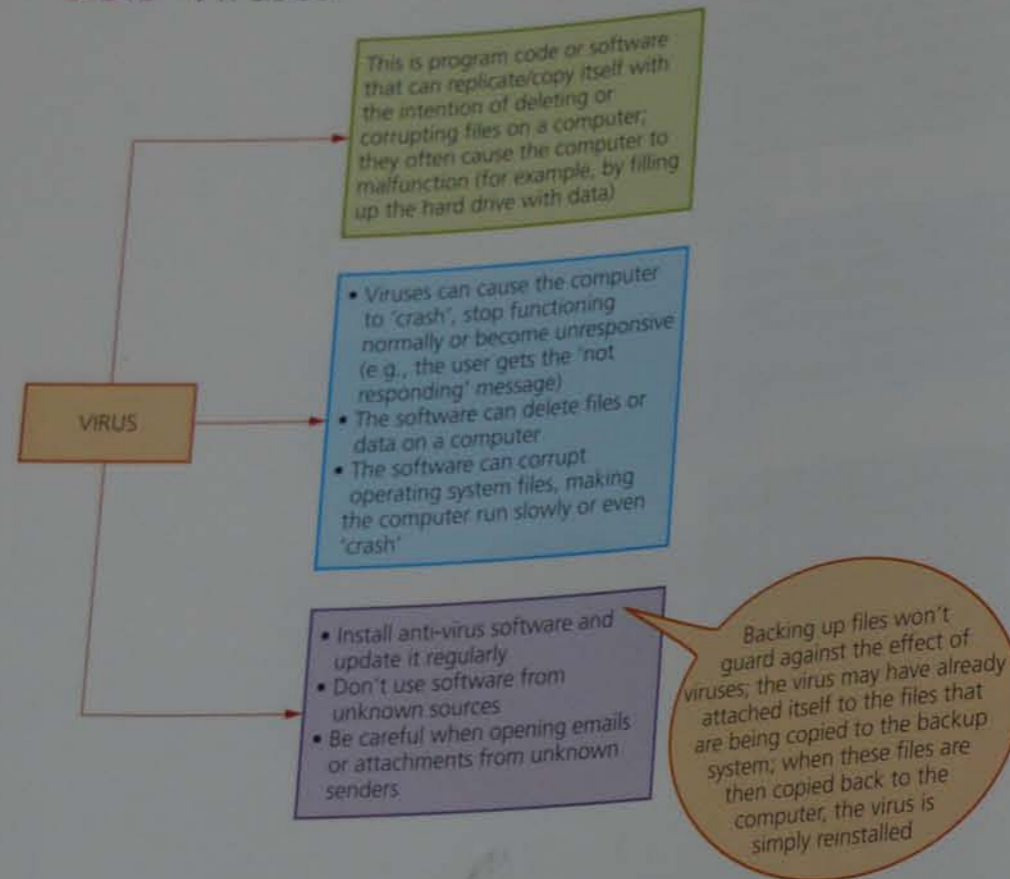 VIRUS
This is program code or software
that can replicate/copy itself with
the intention of deleting or
corrupting files on a computer;
they often cause the computer to
malfunction (for example, by filling
up the hard drive with data)
• Viruses can cause the computer
to 'crash', stop functioning
normally or become unresponsive
(e g., the user gets the 'not
responding' message)
• The software can delete files or
data on a computer
• The software can corrupt
operating system files, making
the computer run slowly or even
'crash'
• Install anti-virus software and
update it regularly
• Don't use software from
unknown sources
• Be careful when opening emails
or attachments from unknown
senders
Backing up files won't
guard against the effect of
viruses; the virus may have already
attached itself to the files that
are being copied to the backup
system; when these files are
then copied back to the
computer, the virus is
simply reinstalled